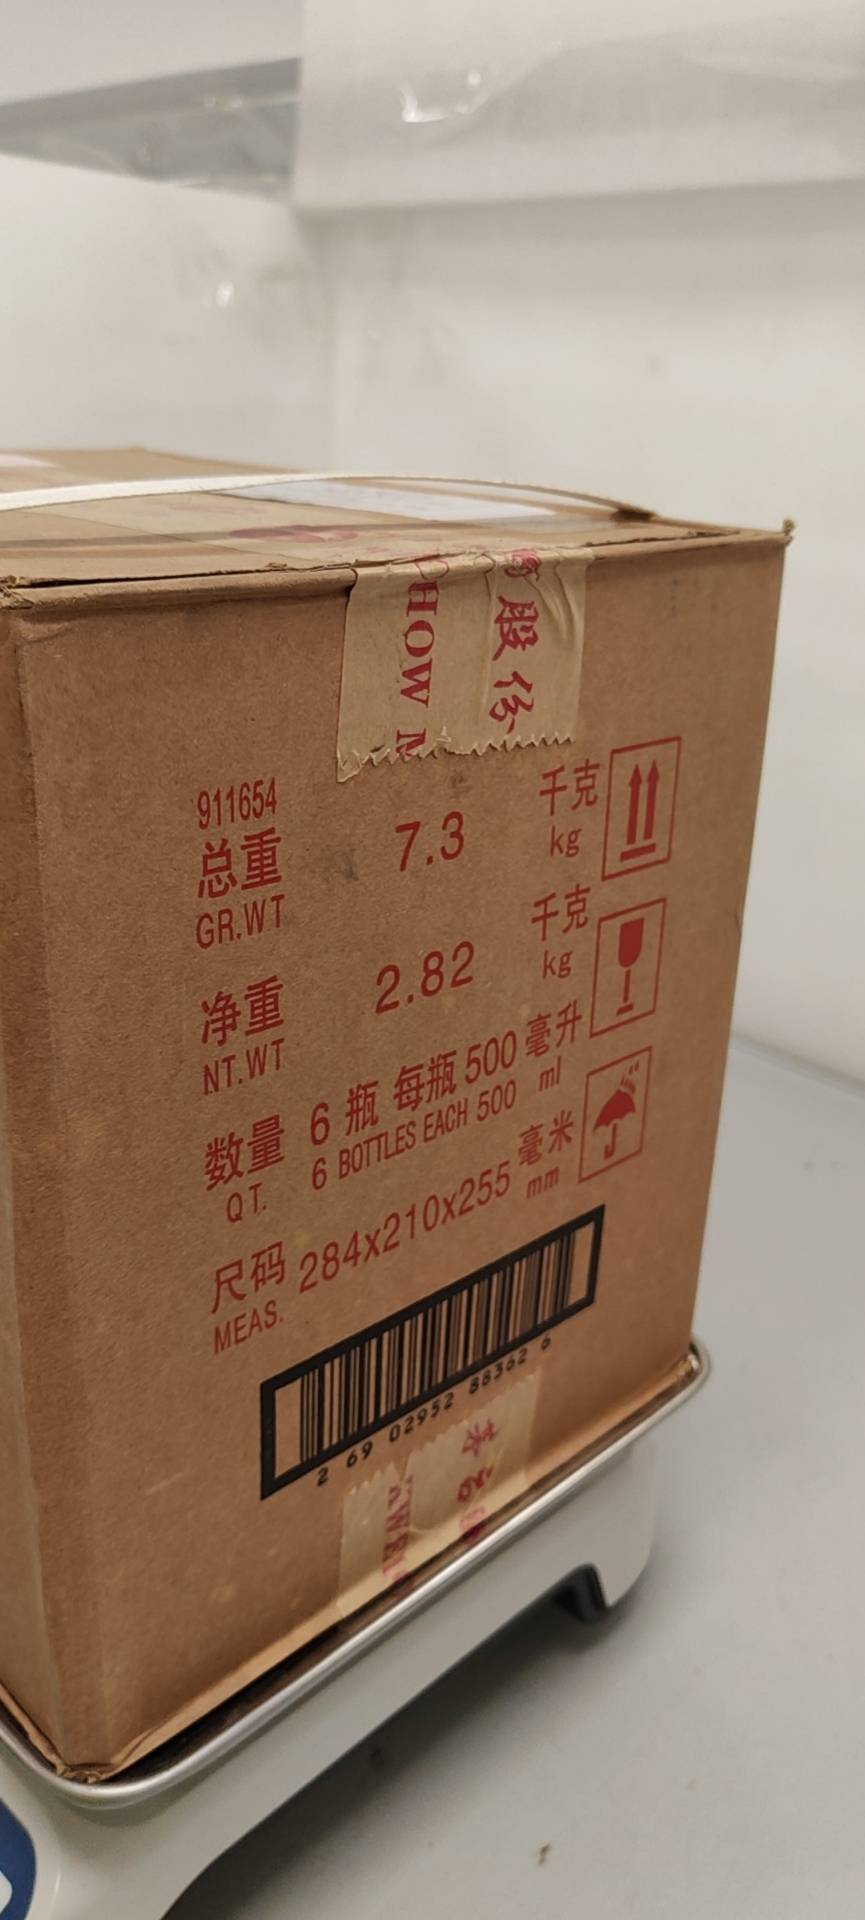 股份
CHOW
911654
总重 7.3 千克
GR.WT kg
净重 2.82 千克
NT.WT kg
数量 6 瓶 每瓶 500 毫升
QT. 6 BOTTLES EACH 500 ml
尺码 284x210x255 毫米
MEAS. mm
2 69 02952 88362 6